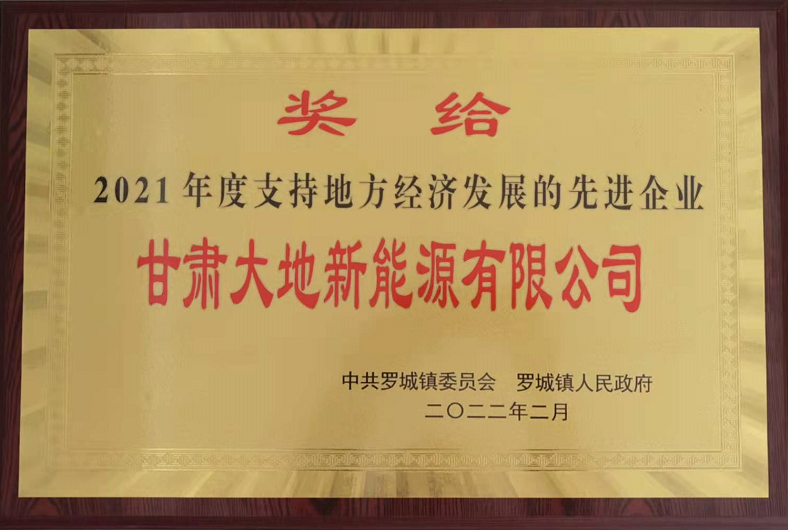 奖 给
2021年度支持地方经济发展的先进企业
甘肃大地新能源有限公司
中共罗城镇委员会 罗城镇人民政府
二〇二二年二月